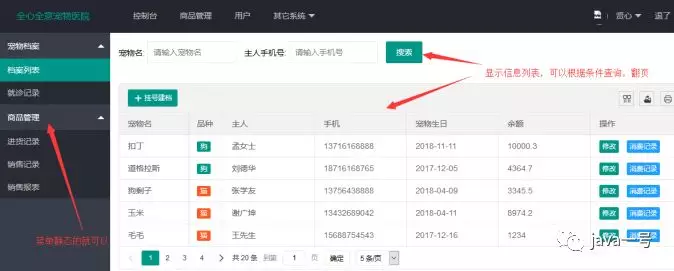 全心全意宠物医院 控制台 商品管理 用户 其它系统 贤心 退了
宠物档案
档案列表
就诊记录
商品管理
进货记录
销售记录
销售报表
菜单静态的就可以
宠物名: 请输入宠物名 主人手机号: 请输入手机号 搜索
显示信息列表，可以根据条件查询，翻页
+ 挂号建档
宠物名 品种 主人 手机 宠物生日 余额 操作
扣丁 狗 孟女士 13716168888 2018-11-11 10000.3 修改 消费记录
道格拉斯 狗 刘德华 18716168765 2017-12-05 4364.7 修改 消费记录
狗剩子 猫 张学友 13756438888 2018-04-09 3345.5 修改 消费记录
玉米 猫 谢广坤 13432689042 2018-04-11 8974.2 修改 消费记录
毛毛 猫 王先生 15688754543 2017-12-16 1234
1 2 3 4 共 20 条 到第 1 页 确定 5 条/页
java一号